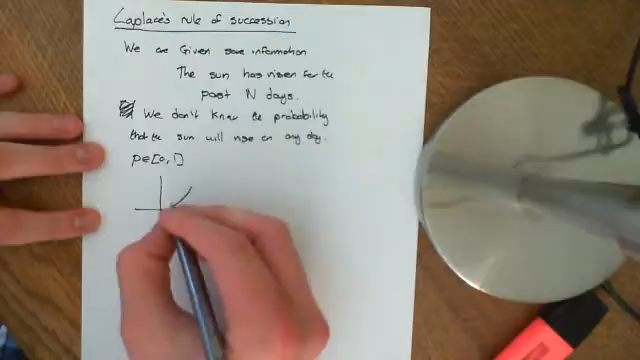 Laplace's rule of succession
We are Given some information
The sun has risen for the
past N days.
We don't know the probability
that the sun will rise on any day.
p∈[0,1]